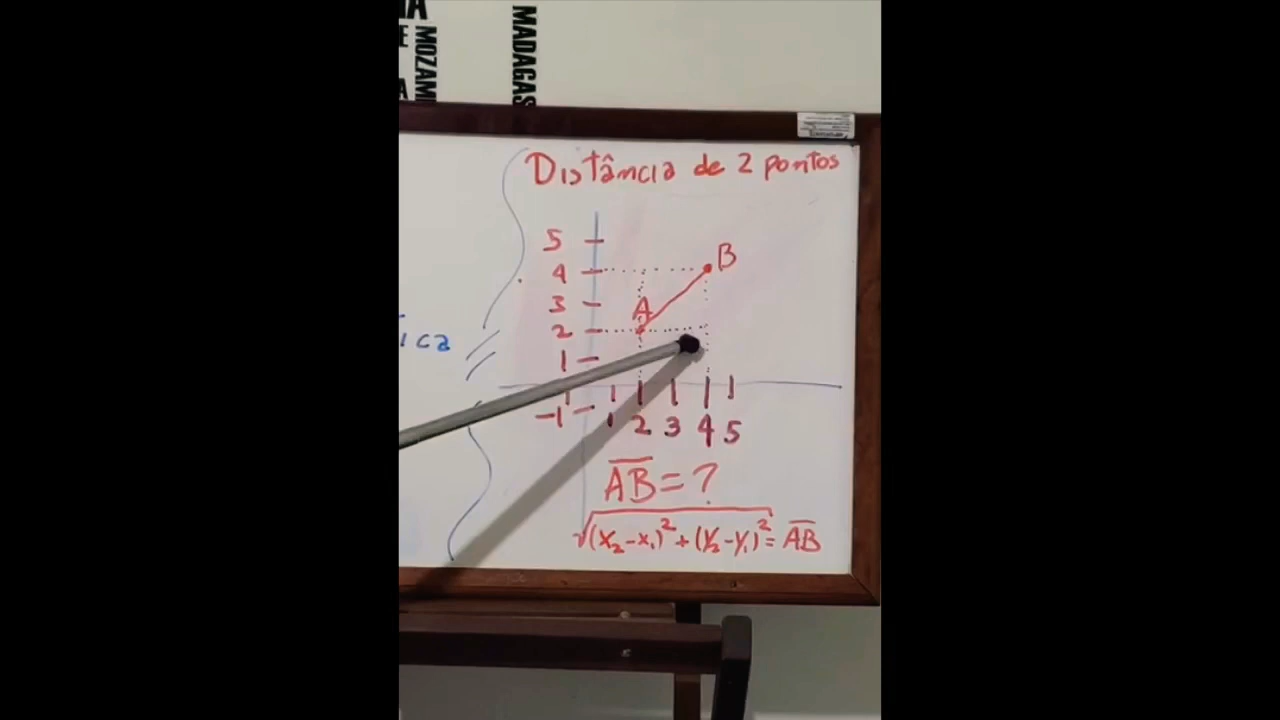 MOZAM
MADAGAS
Distância de 2 pontos
5
4
3
2
1
-1
B
A
ica
1 2 3 4 5
AB = ?
√(x₂-x₁)² + (y₂-y₁)² = AB